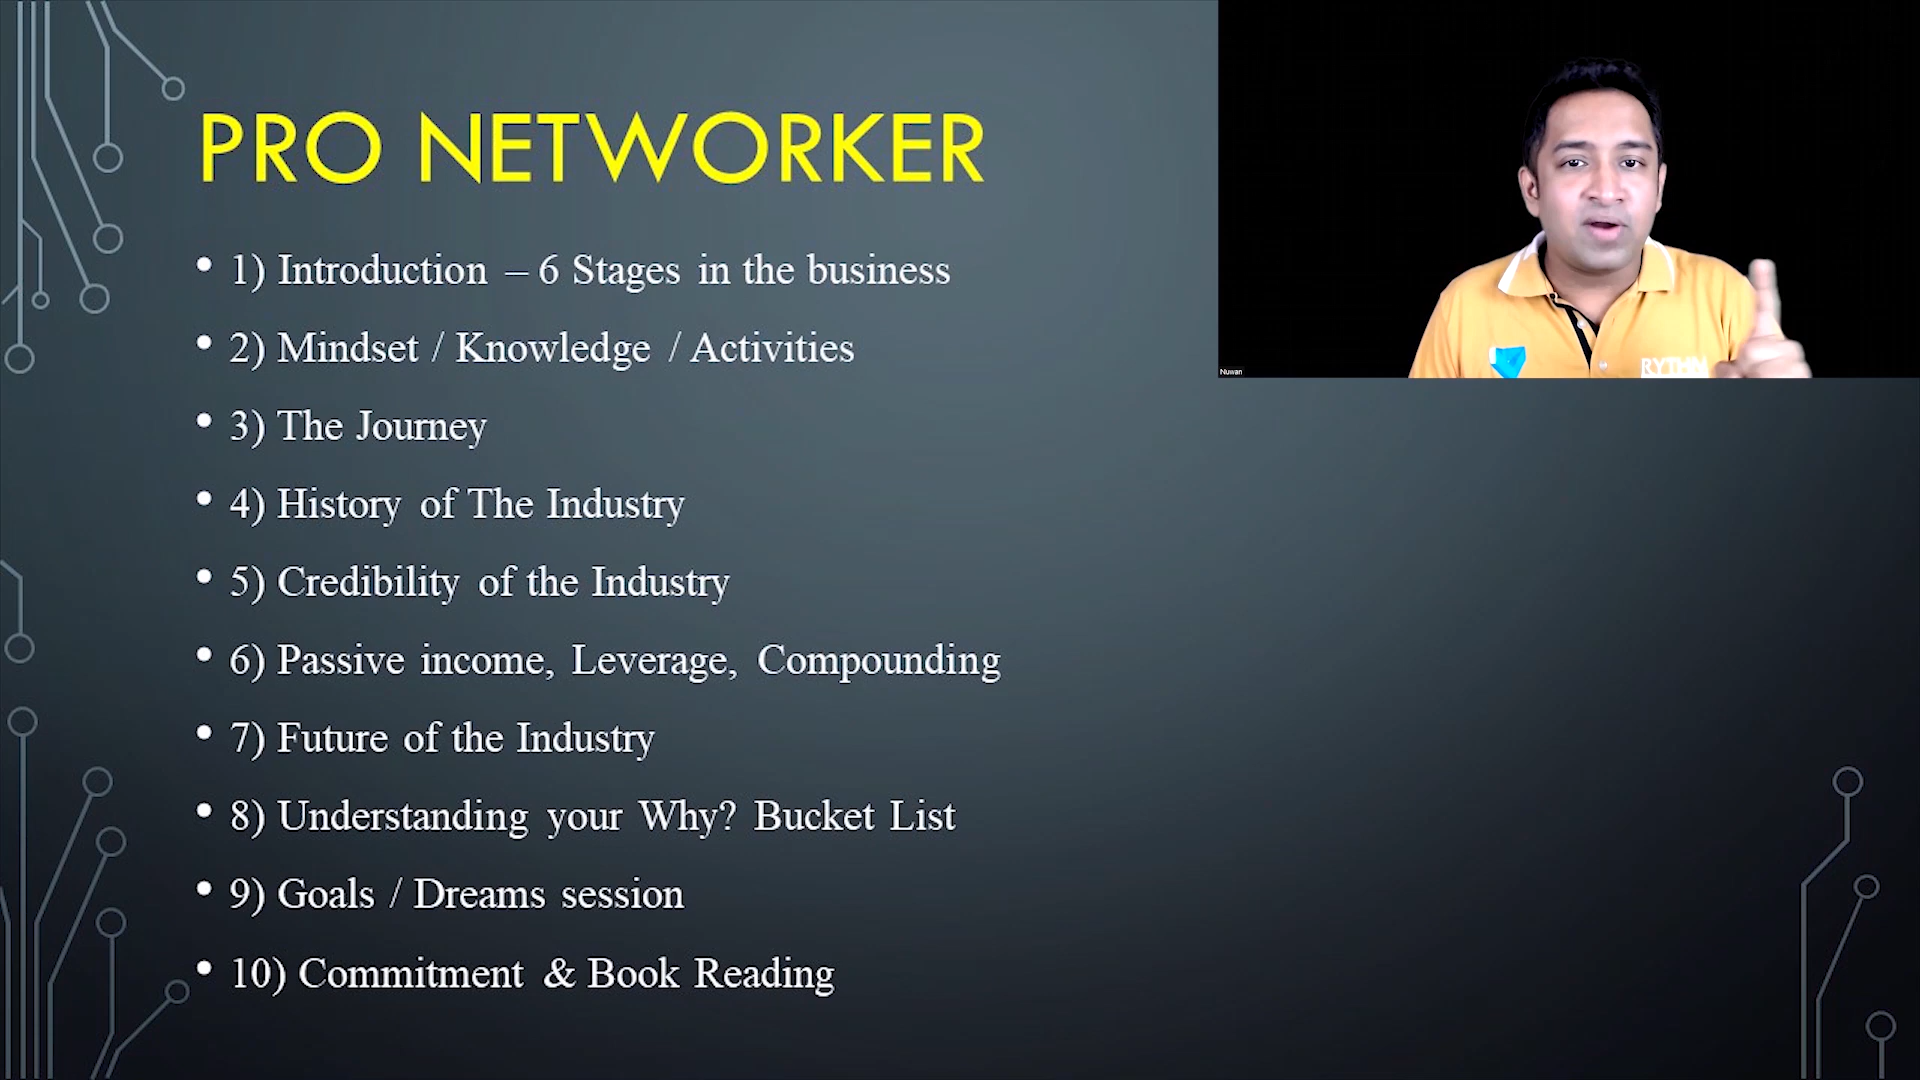 PRO NETWORKER
• 1) Introduction – 6 Stages in the business
• 2) Mindset / Knowledge / Activities
• 3) The Journey
• 4) History of The Industry
• 5) Credibility of the Industry
• 6) Passive income, Leverage, Compounding
• 7) Future of the Industry
• 8) Understanding your Why? Bucket List
• 9) Goals / Dreams session
• 10) Commitment & Book Reading
Nuwan
RYTHM